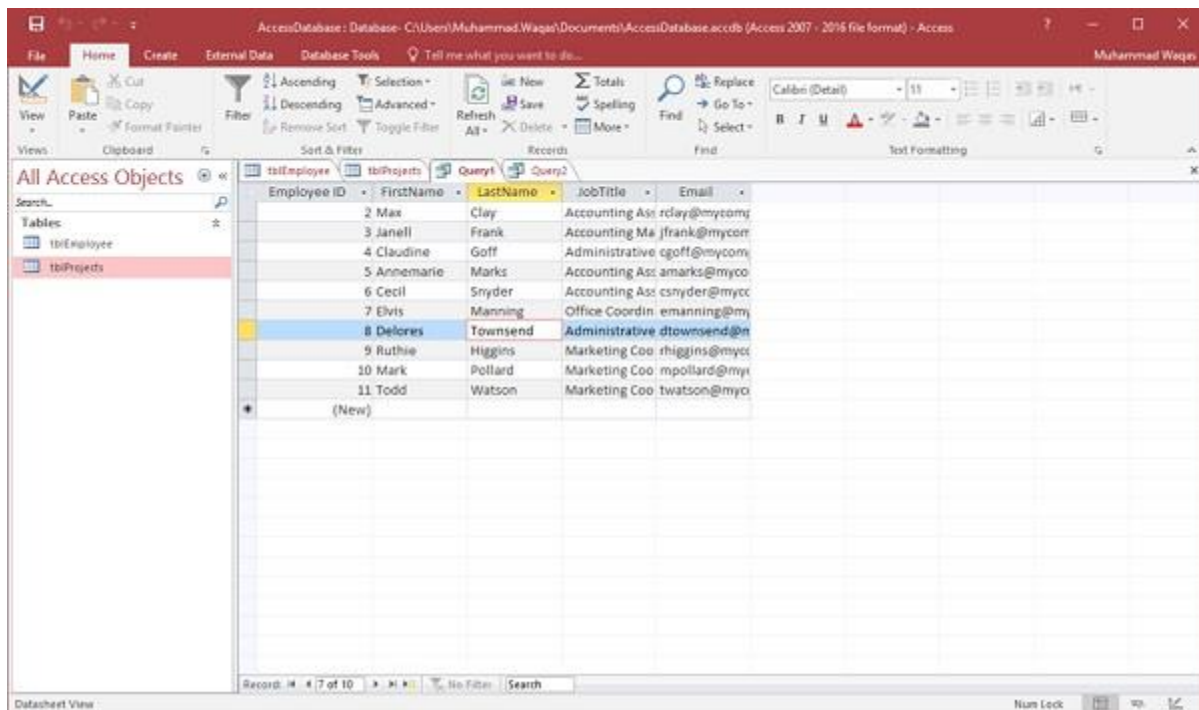 AccessDatabase : Database- C:\Users\Muhammad.Waqas\Documents\AccessDatabase.accdb (Access 2007 - 2016 file format) - Access
File Home Create External Data Database Tools Tell me what you want to do... Muhammad Waqas
View
Paste
Cut
Copy
Format Painter
Filter
Ascending
Descending
Remove Sort
Selection
Advanced
Toggle Filter
Refresh All
New
Save
Delete
Totals
Spelling
More
Find
Replace
Go To
Select
Calibri (Detail) 11
B I U A
Views Clipboard Sort & Filter Records Find Text Formatting
All Access Objects
Search...
Tables
tblEmployee
tblProjects
tblEmployee tblProjects Query1 Query2
Employee ID FirstName LastName JobTitle Email
2 Max Clay Accounting Ass rclay@mycomp
3 Janell Frank Accounting Ma jfrank@mycom
4 Claudine Goff Administrative cgoff@mycom
5 Annemarie Marks Accounting Ass amarks@myco
6 Cecil Snyder Accounting Ass csnyder@myco
7 Elvis Manning Office Coordin emanning@my
8 Delores Townsend Administrative dtownsend@m
9 Ruthie Higgins Marketing Coo rhiggins@myco
10 Mark Pollard Marketing Coo mpollard@myc
11 Todd Watson Marketing Coo twatson@myco
(New)
Record: 7 of 10 No Filter Search
Datasheet View Num Lock